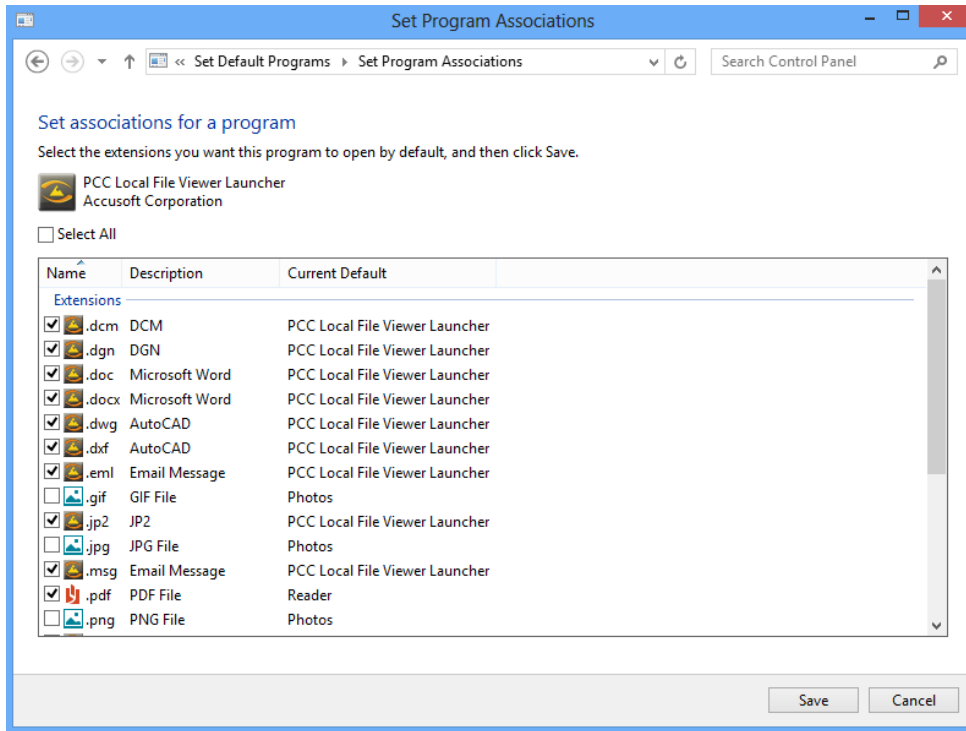 Set Program Associations
« Set Default Programs Set Program Associations Search Control Panel
Set associations for a program
Select the extensions you want this program to open by default, and then click Save.
PCC Local File Viewer Launcher
Accusoft Corporation
Select All
Name Description Current Default
Extensions
.dcm DCM PCC Local File Viewer Launcher
.dgn DGN PCC Local File Viewer Launcher
.doc Microsoft Word PCC Local File Viewer Launcher
.docx Microsoft Word PCC Local File Viewer Launcher
.dwg AutoCAD PCC Local File Viewer Launcher
.dxf AutoCAD PCC Local File Viewer Launcher
.eml Email Message PCC Local File Viewer Launcher
.gif GIF File Photos
.jp2 JP2 PCC Local File Viewer Launcher
.jpg JPG File Photos
.msg Email Message PCC Local File Viewer Launcher
.pdf PDF File Reader
.png PNG File Photos
Save Cancel